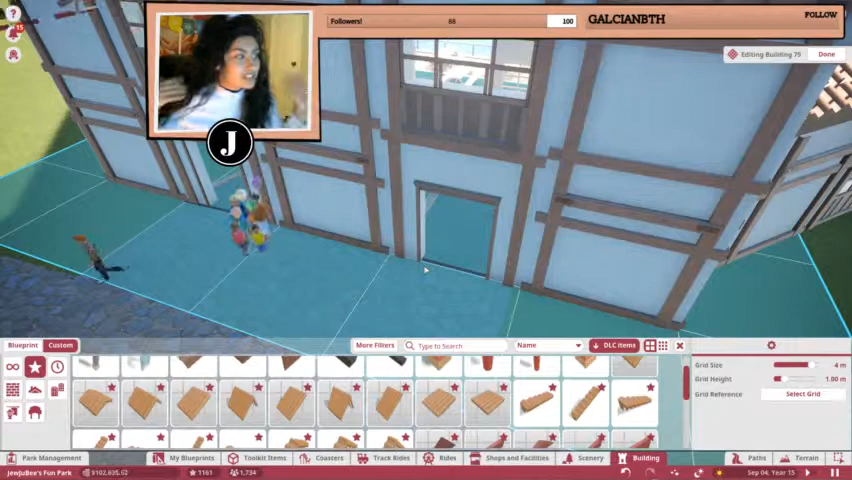 Followers! 88 100 GALCIANBTH FOLLOW
? 
15
Editing Building 79 Done
J
Blueprint Custom More Filters Type to Search Name DLC Items
Grid Size 4 m
Grid Height 1.00 m
Grid Reference Select Grid
Park Management My Blueprints Toolkit Items Coasters Track Rides Rides Shops and Facilities Scenery Building Paths Terrain
JewJuBee's Fun Park 1161 1,734 Sep 04, Year 15